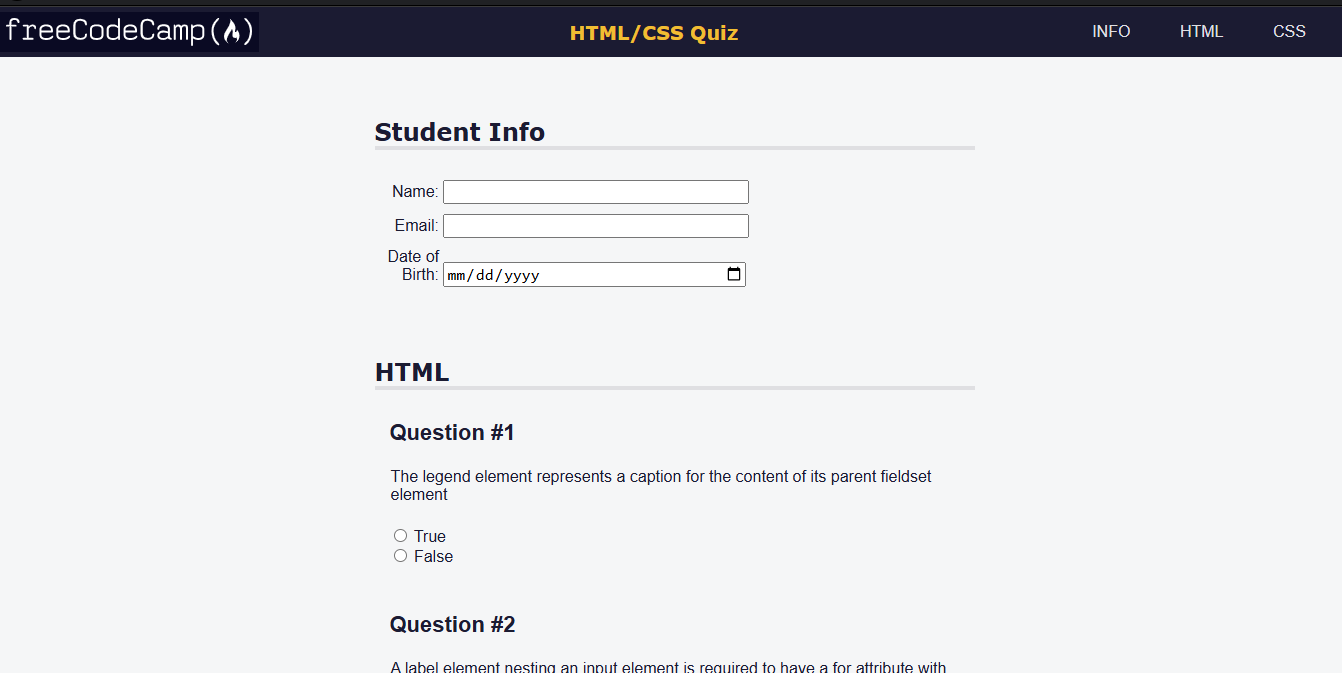 freeCodeCamp(🔥)
HTML/CSS Quiz
INFO
HTML
CSS
Student Info
Name:
Email:
Date of
Birth:
mm/dd/yyyy
HTML
Question #1
The legend element represents a caption for the content of its parent fieldset
element
True
False
Question #2
A label element nesting an input element is required to have a for attribute with